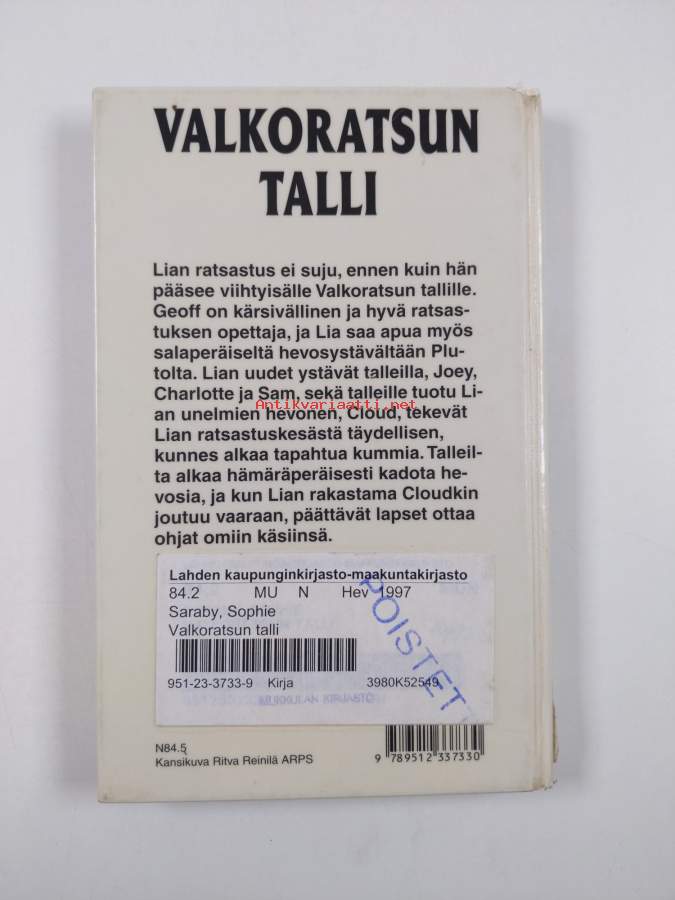 VALKORATSUN
TALLI
Lian ratsastus ei suju, ennen kuin hän
pääsee viihtyisälle Valkoratsun tallille.
Geoff on kärsivällinen ja hyvä ratsas-
tuksen opettaja, ja Lia saa apua myös
salaperäiseltä hevosystävältään Plu-
tolta. Lian uudet ystävät talleilla, Joey,
Charlotte ja Sam, sekä talleille tuotu Li-
an unelmien hevonen, Cloud, tekevät
Antikvariaatti.net
Lian ratsastuskesästä täydellisen,
kunnes alkaa tapahtua kummia. Talleil-
ta alkaa hämäräperäisesti kadota he-
vosia, ja kun Lian rakastama Cloudkin
joutuu vaaraan, päättävät lapset ottaa
ohjat omiin käsiinsä.
Lahden kaupunginkirjasto-maakuntakirjasto
84.2 MU N Hev 1997
Saraby, Sophie
Valkoratsun talli
POISTETT
951-23-3733-9 Kirja 3980K52549
KIRJASTO
N84.5
Kansikuva Ritva Reinilä ARPS
9 789512 337330